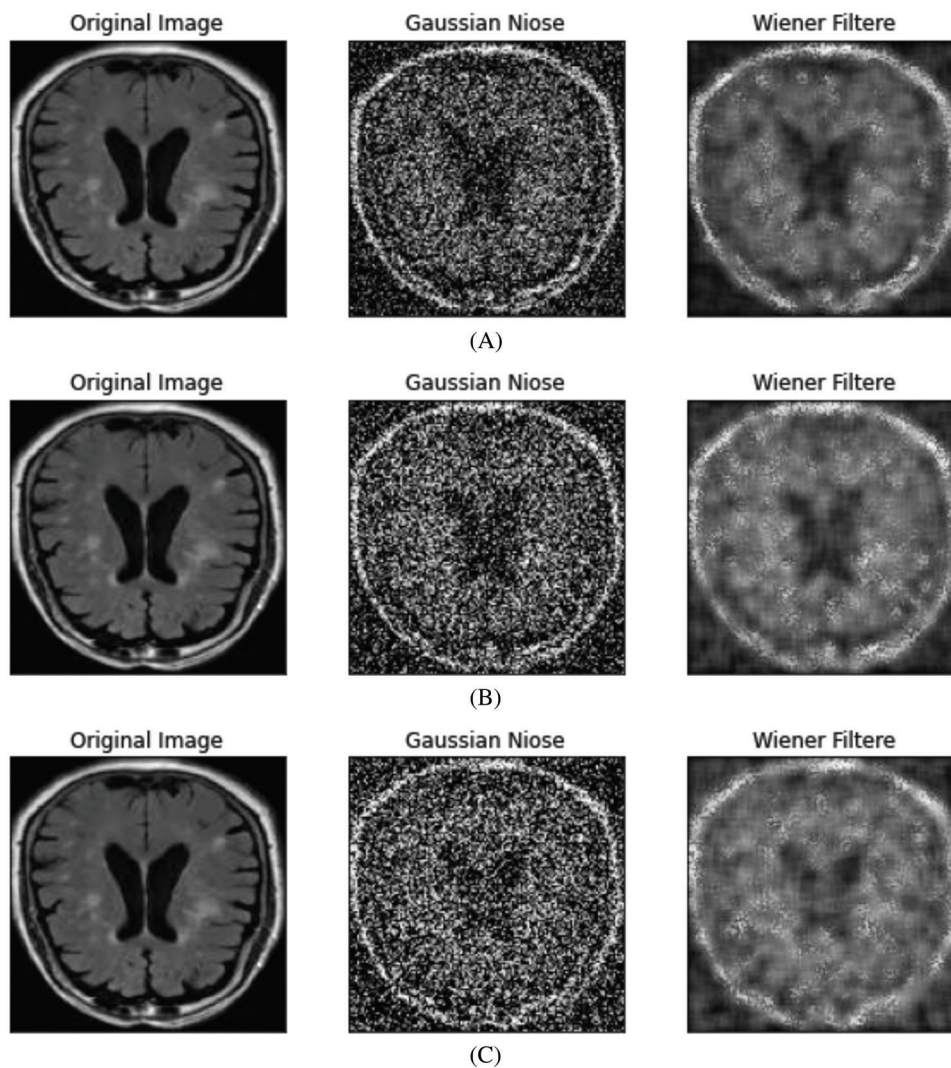 Original Image Gaussian Niose Wiener Filtere
(A)
Original Image Gaussian Niose Wiener Filtere
(B)
Original Image Gaussian Niose Wiener Filtere
(C)